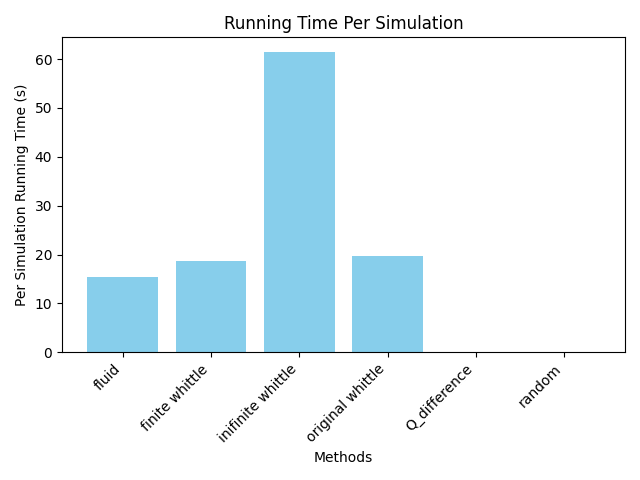 Running Time Per Simulation
Per Simulation Running Time (s)
60
50
40
30
20
10
0
fluid
finite whittle
inifinite whittle
original whittle
Q_difference
random
Methods